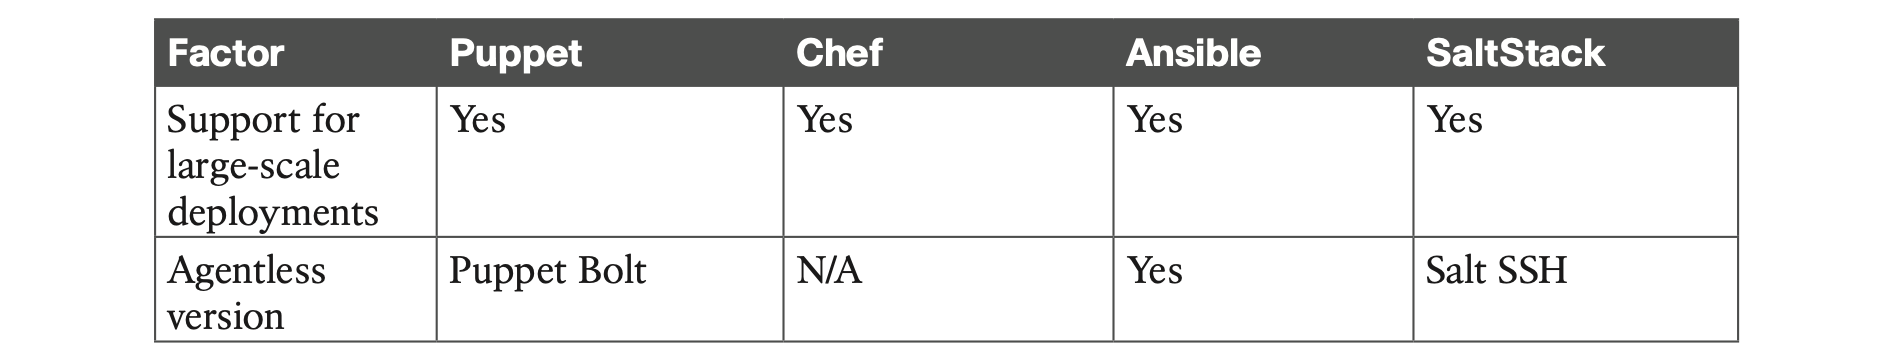 Factor Puppet Chef Ansible SaltStack
Support for large-scale deployments Yes Yes Yes Yes
Agentless version Puppet Bolt N/A Yes Salt SSH